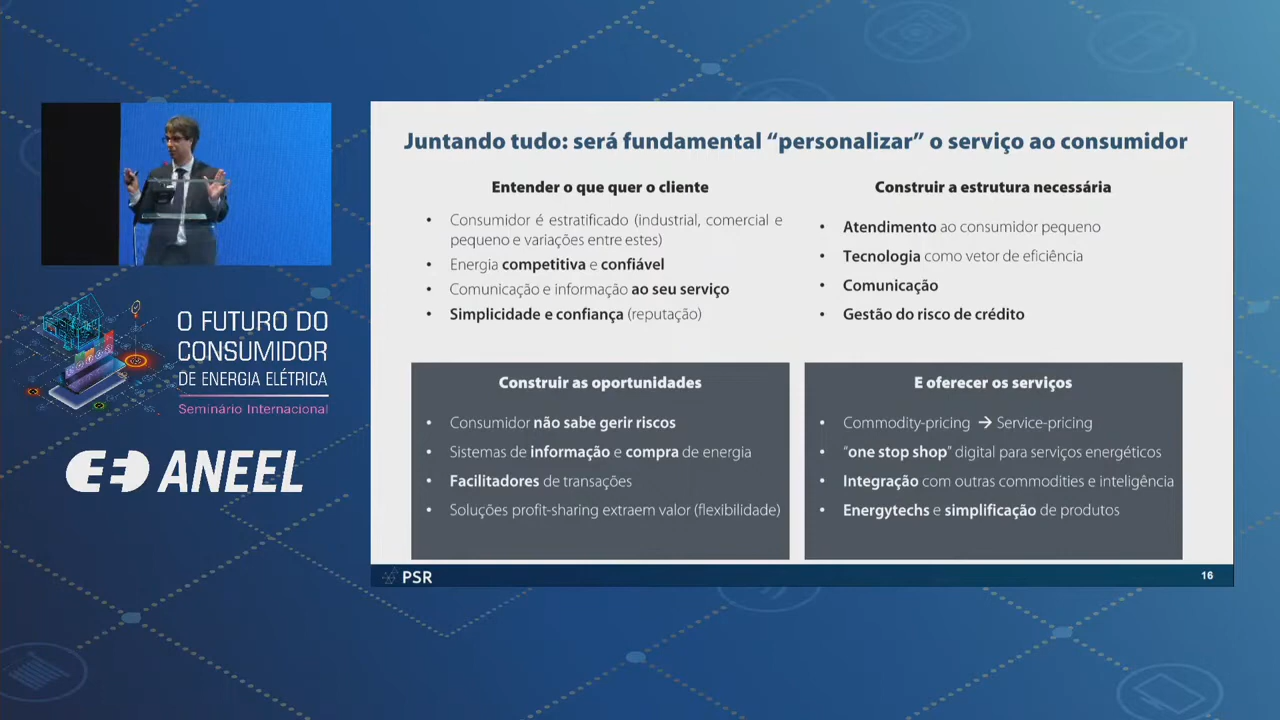 Juntando tudo: será fundamental “personalizar” o serviço ao consumidor
Entender o que quer o cliente
• Consumidor é estratificado (industrial, comercial e
pequeno e variações entre estes)
• Energia competitiva e confiável
• Comunicação e informação ao seu serviço
• Simplicidade e confiança (reputação)
Construir a estrutura necessária
• Atendimento ao consumidor pequeno
• Tecnologia como vetor de eficiência
• Comunicação
• Gestão do risco de crédito
Construir as oportunidades
• Consumidor não sabe gerir riscos
• Sistemas de informação e compra de energia
• Facilitadores de transações
• Soluções profit-sharing extraem valor (flexibilidade)
E oferecer os serviços
• Commodity-pricing → Service-pricing
• “one stop shop” digital para serviços energéticos
• Integração com outras commodities e inteligência
• Energytechs e simplificação de produtos
PSR
16
O FUTURO DO
CONSUMIDOR
DE ENERGIA ELÉTRICA
Seminário Internacional
ANEEL